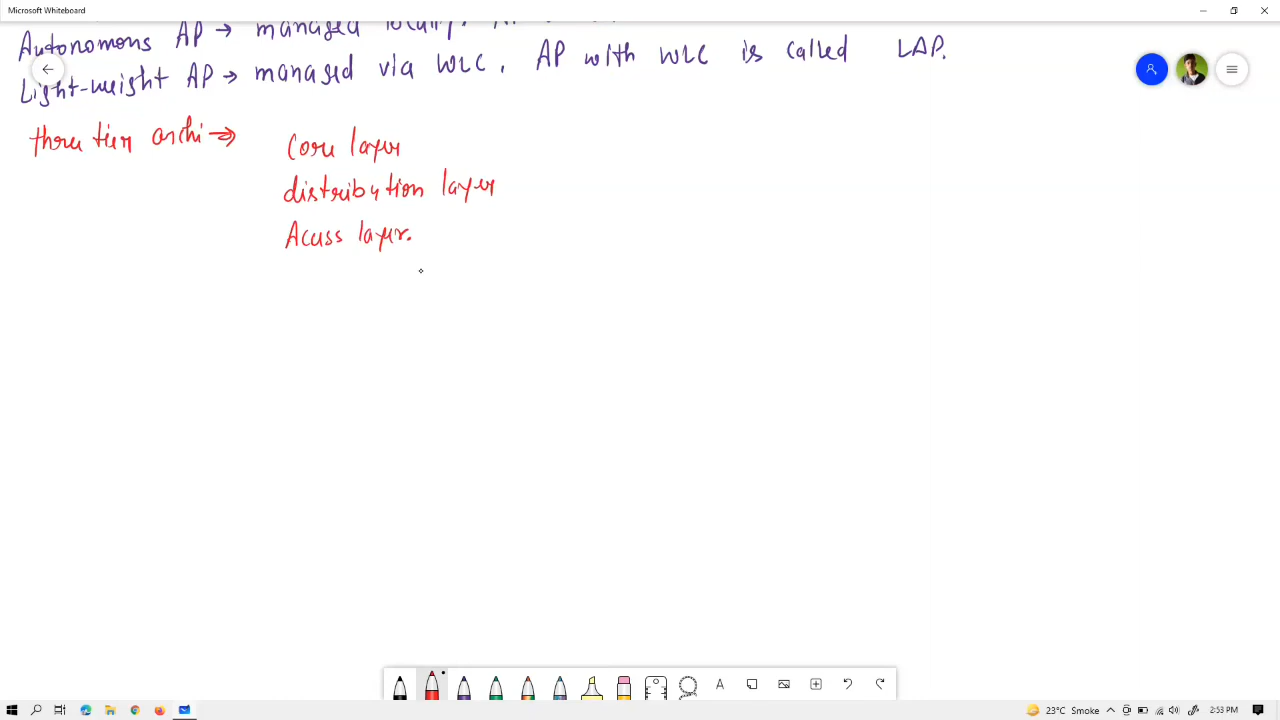 Microsoft Whiteboard
Autonomous AP → managed locally.
Light-weight AP → managed via WLC. AP with WLC is called LAP.
three tier archi →
Core layer
distribution layer
Access layer.
A
23°C Smoke
2:53 PM